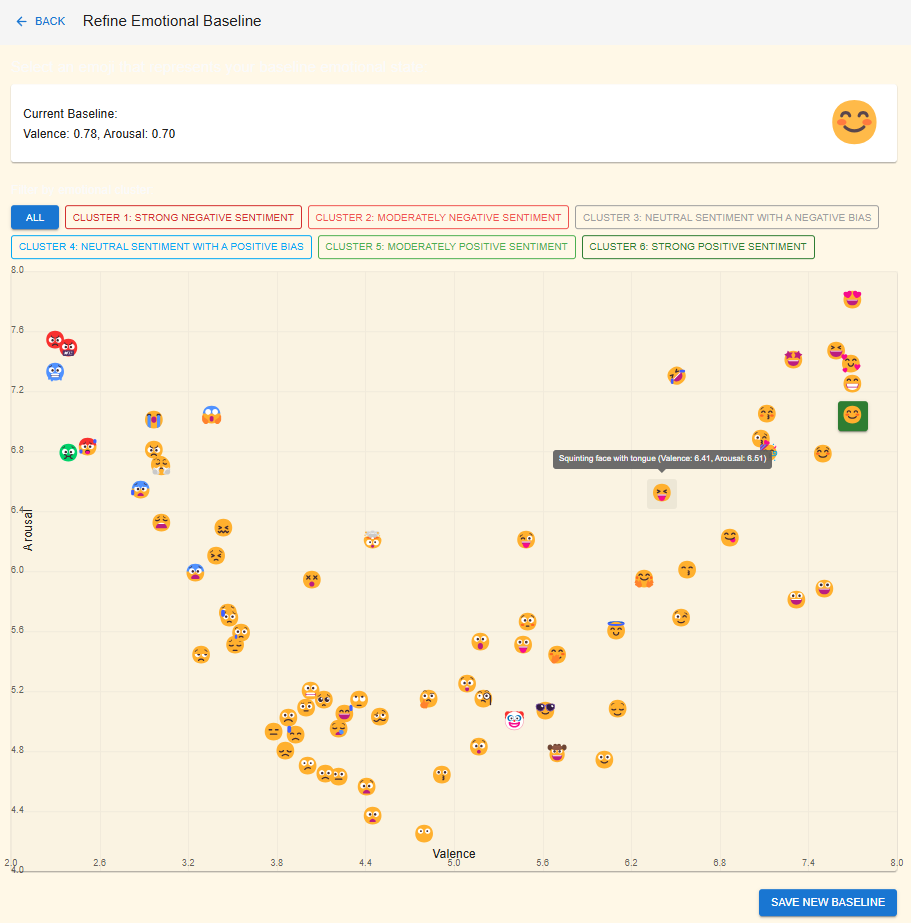 BACK
Refine Emotional Baseline
Current Baseline:
Valence: 0.78, Arousal: 0.70
ALL
CLUSTER 1: STRONG NEGATIVE SENTIMENT
CLUSTER 2: MODERATELY NEGATIVE SENTIMENT
CLUSTER 3: NEUTRAL SENTIMENT WITH A NEGATIVE BIAS
CLUSTER 4: NEUTRAL SENTIMENT WITH A POSITIVE BIAS
CLUSTER 5: MODERATELY POSITIVE SENTIMENT
CLUSTER 6: STRONG POSITIVE SENTIMENT
8.0
7.6
7.2
6.8
Squinting face with tongue (Valence: 6.41, Arousal: 6.51)
6.4
Arousal
6.0
5.6
5.2
4.8
4.4
4.0
Valence
2.0 2.6 3.2 3.8 4.4 5.0 5.6 6.2 6.8 7.4 8.0
SAVE NEW BASELINE